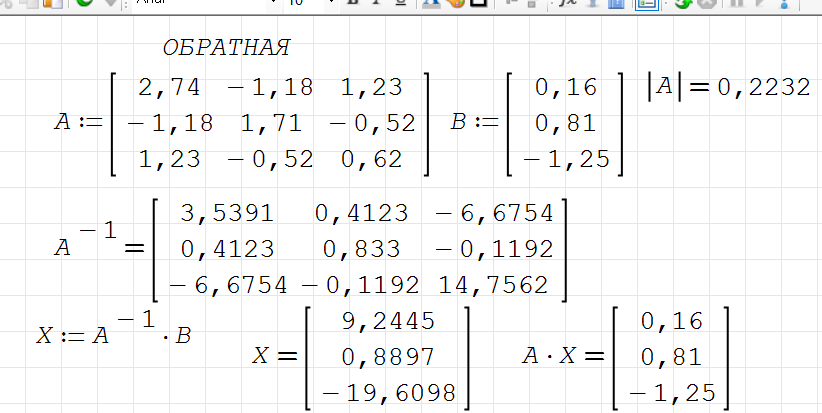 ОБРАТНАЯ
A:=[2,74 −1,18 1,23
−1,18 1,71 −0,52
1,23 −0,52 0,62]
B:=[0,16
0,81
−1,25]
|A|=0,2232
A^−1=[3,5391 0,4123 −6,6754
0,4123 0,833 −0,1192
−6,6754 −0,1192 14,7562]
X:=A^−1·B
X=[9,2445
0,8897
−19,6098]
A·X=[0,16
0,81
−1,25]